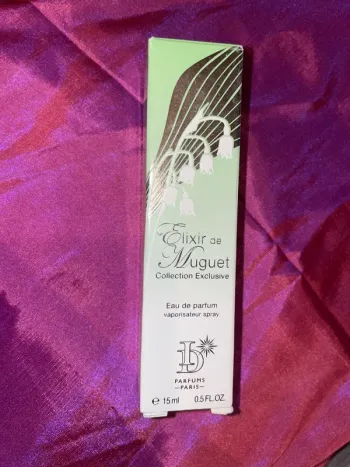 Elixir de
Muguet
Collection Exclusive
Eau de parfum
vaporisateur spray
ID
PARFUMS
—PARIS—
℮ 15ml 0.5 FL.OZ.